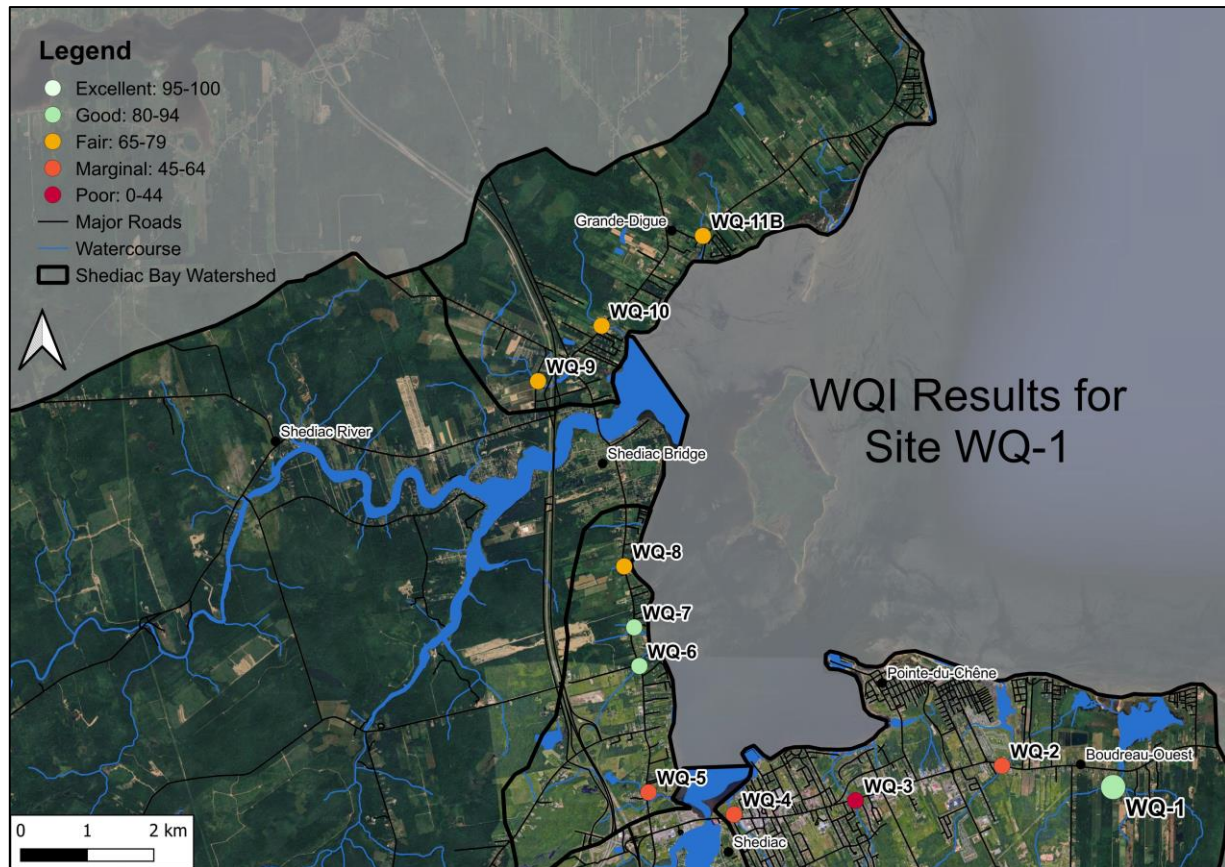 Legend
Excellent: 95-100
Good: 80-94
Fair: 65-79
Marginal: 45-64
Poor: 0-44
Major Roads
Watercourse
Shediac Bay Watershed
Grande-Digue
WQ-11B
WQ-10
WQ-9
WQI Results for
Site WQ-1
Shediac River
Shediac Bridge
WQ-8
WQ-7
WQ-6
Pointe-du-Chêne
WQ-2
Boudreau-Ouest
WQ-5
WQ-3
WQ-1
WQ-4
Shediac
0 1 2 km